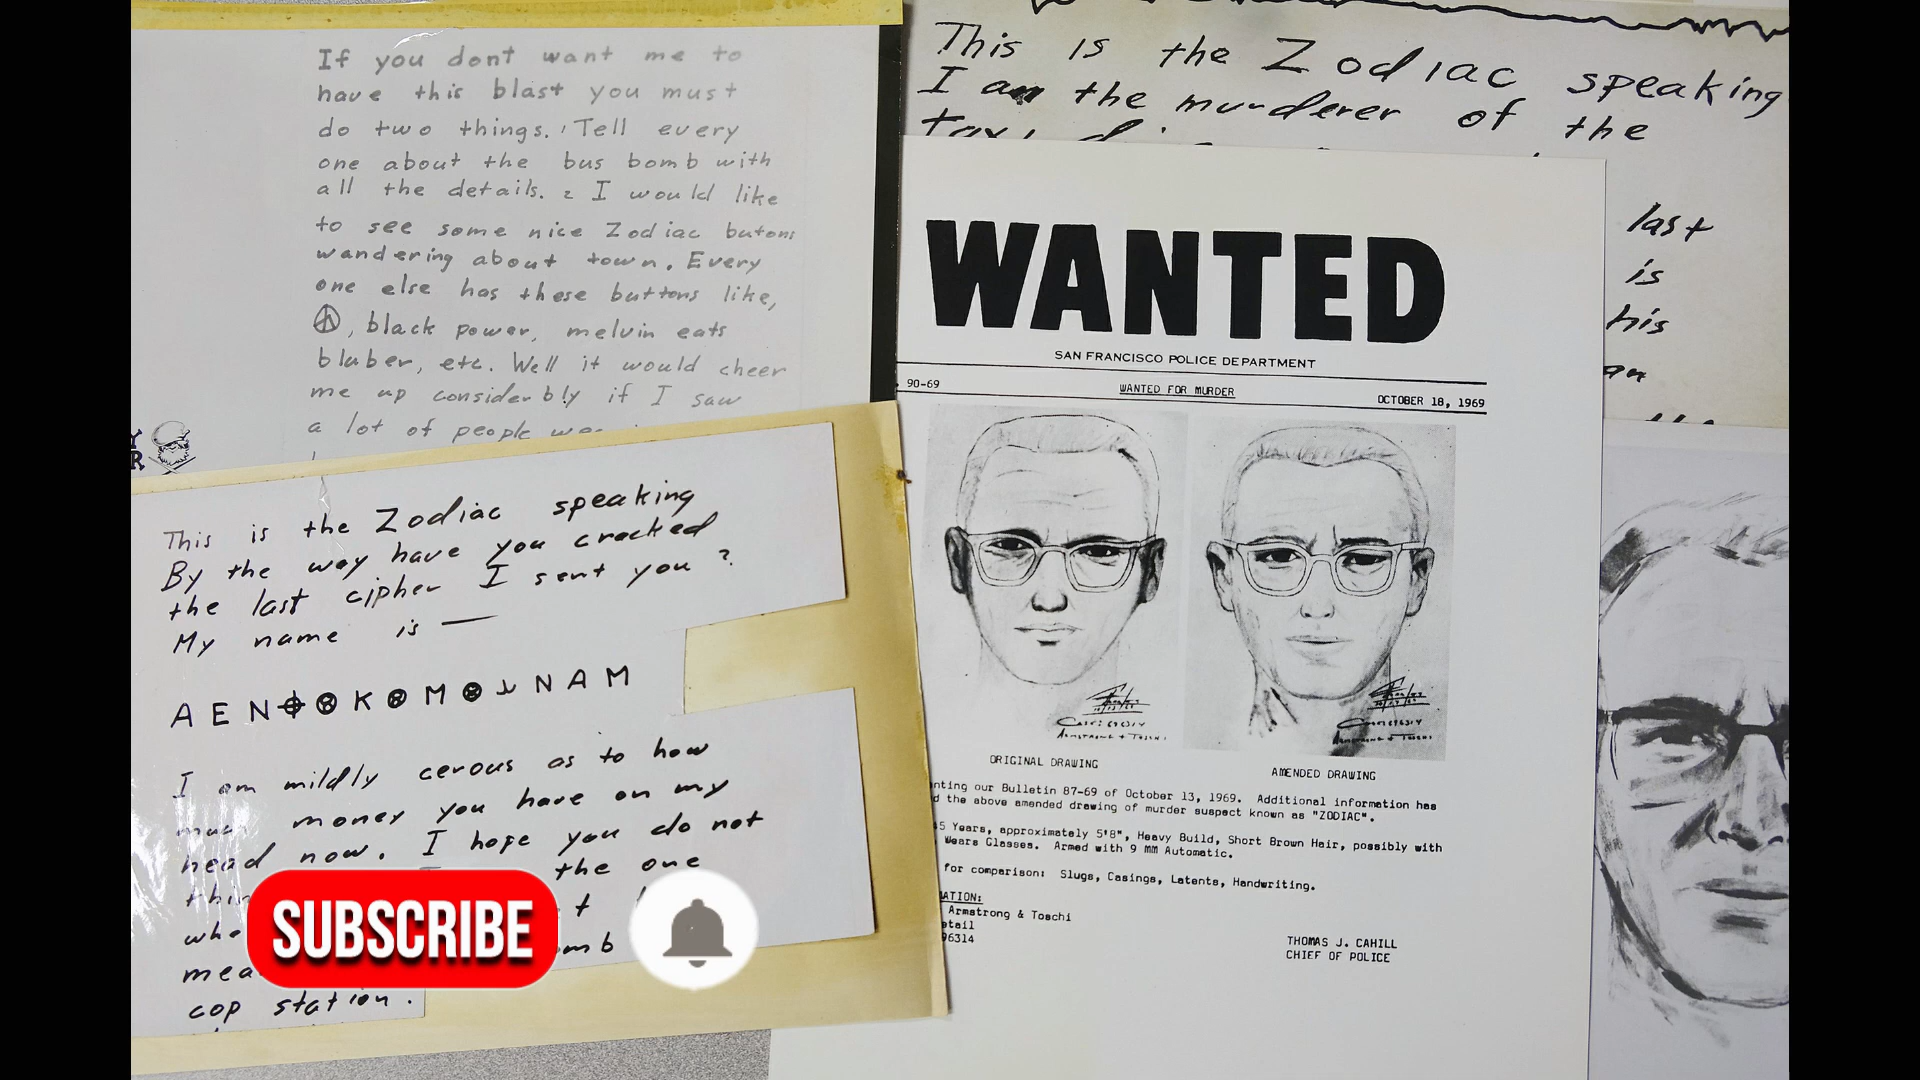 If you dont want me to
have this blast you must
do two things. 1 Tell every
one about the bus bomb with
all the details. 2 I would like
to see some nice Zodiac butons
wandering about town. Every
one else has these buttons like,
, black power, melvin eats
bluber, etc. Well it would cheer
me up considerbly if I saw
a lot of people
This is the Zodiac speaking
By the way have you cracked
the last cipher I sent you ?
My name is —
A E N ⌖ ⊗ K ⊗ M ⊗ ⅃ N A M
I am mildly cerous as to how
much money you have on my
head now. I hope you do not
the one
cop station.
This is the Zodiac speaking
I am the murderer of the
last
is
this
WANTED
SAN FRANCISCO POLICE DEPARTMENT
90-69 WANTED FOR MURDER OCTOBER 18, 1969
ORIGINAL DRAWING AMENDED DRAWING
our Bulletin 87-69 of October 13, 1969. Additional information has
the above amended drawing of murder suspect known as "ZODIAC".
Years, approximately 5'8", Heavy Build, Short Brown Hair, possibly with
Wears Glasses. Armed with 9 MM Automatic.
for comparison: Slugs, Casings, Latents, Handwriting.
Armstrong & Toschi
96314
THOMAS J. CAHILL
CHIEF OF POLICE
SUBSCRIBE